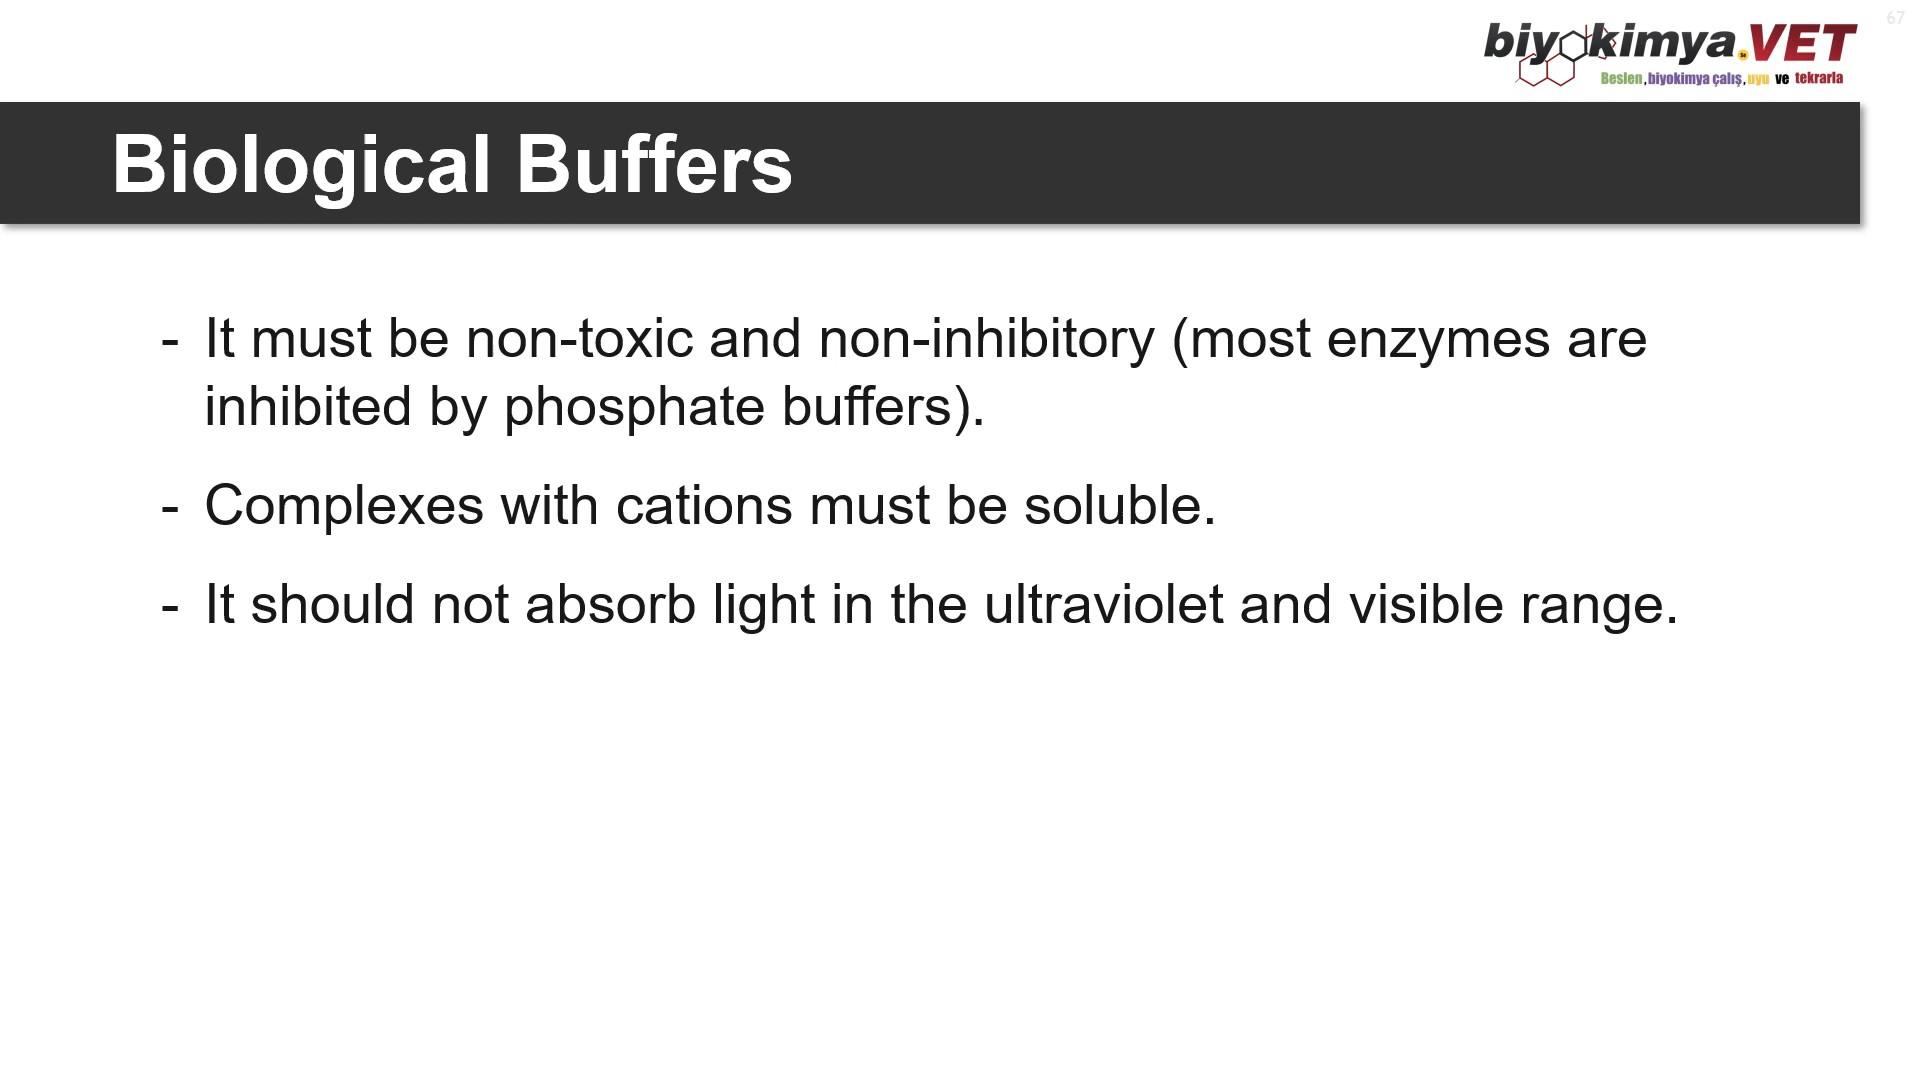 67
biyokimya.VET
Beslen, biyokimya çalış, uyu ve tekrarla
Biological Buffers
- It must be non-toxic and non-inhibitory (most enzymes are
inhibited by phosphate buffers).
- Complexes with cations must be soluble.
- It should not absorb light in the ultraviolet and visible range.